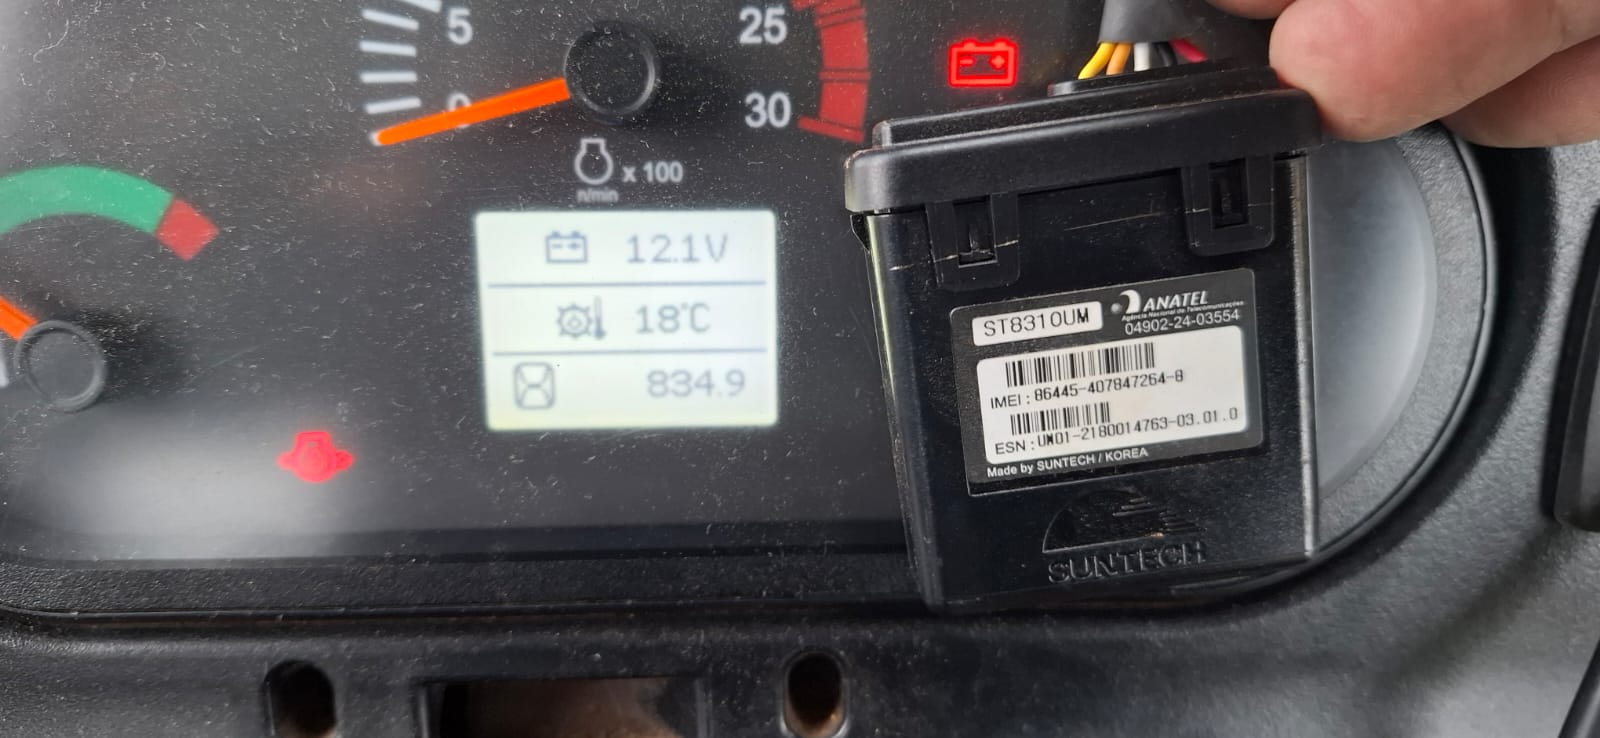 5
25
0
30
x 100
n/min
12.1V
18°C
834.9
ST8310UM
ANATEL
Agência Nacional de Telecomunicações
04902-24-03554
IMEI : 86445-407847264-8
ESN : UM01-2180014763-03.01.0
Made by SUNTECH / KOREA
SUNTECH